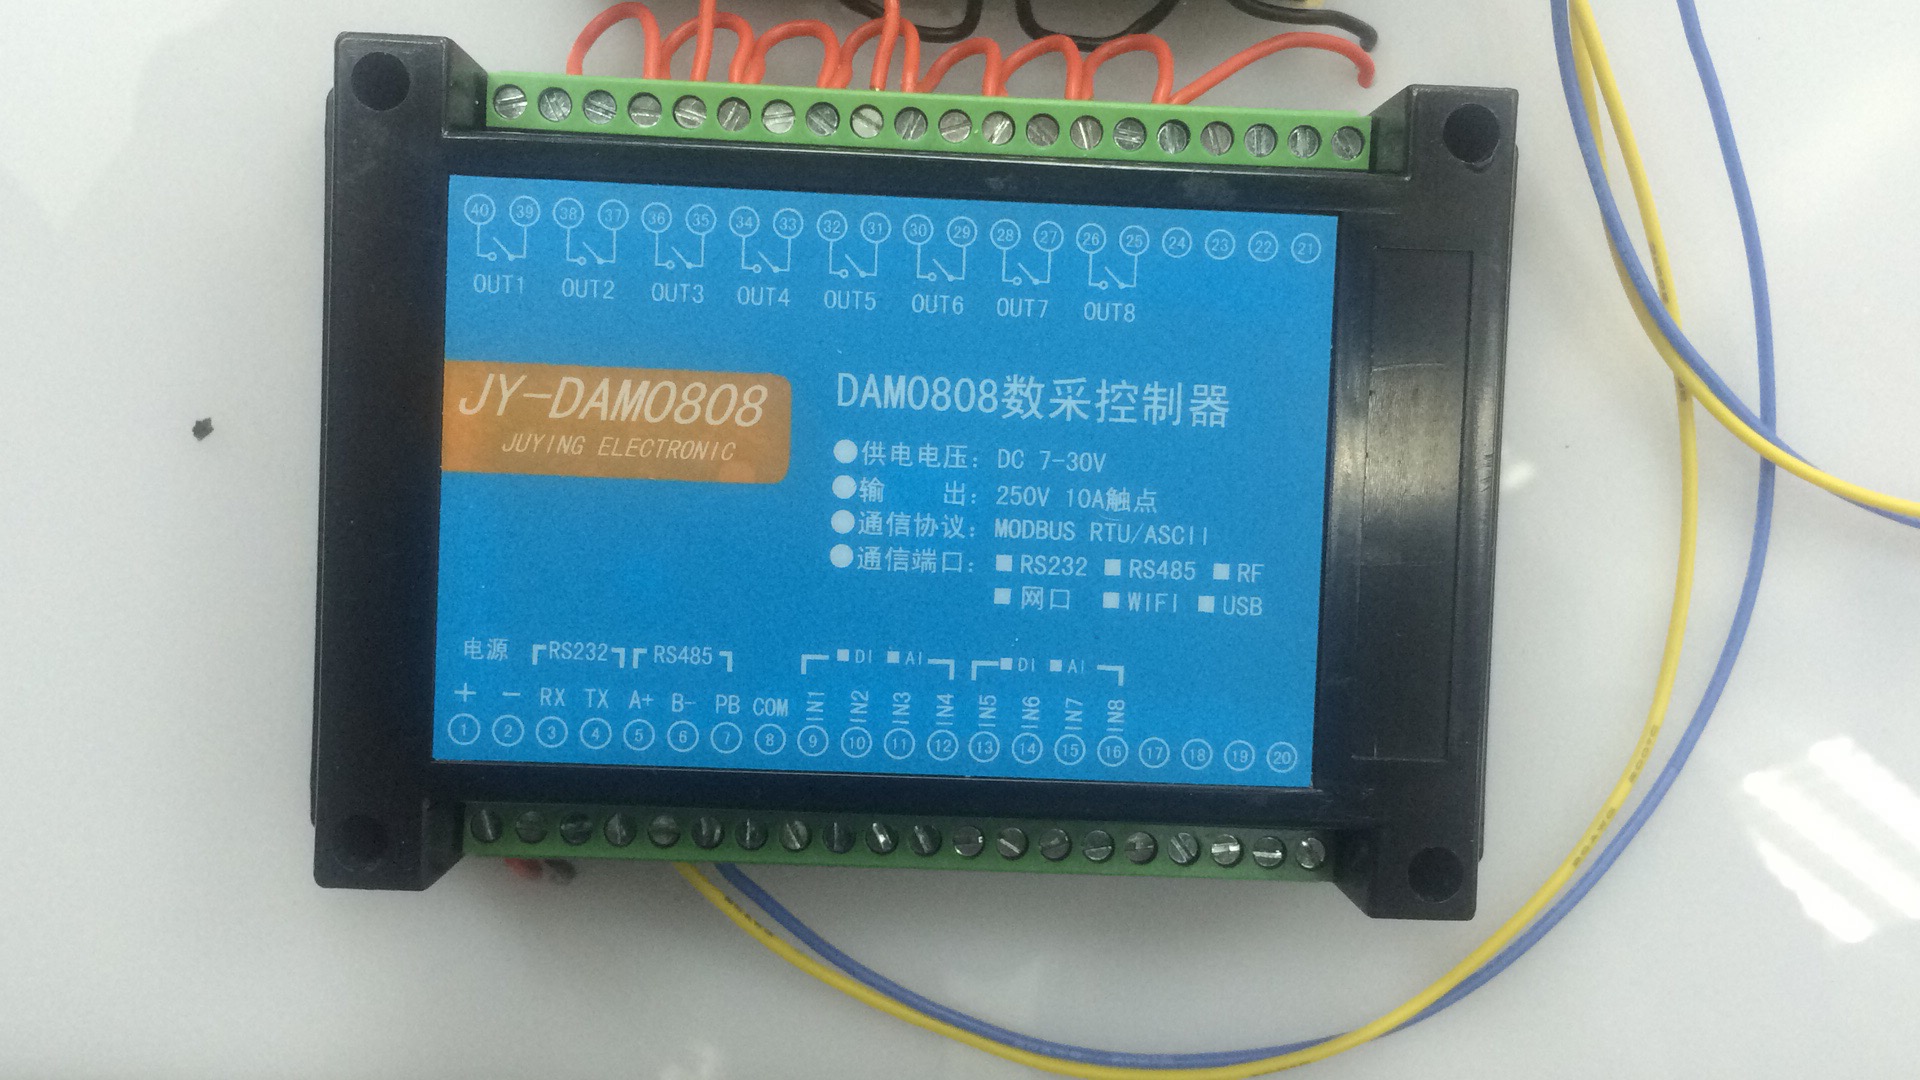 40 39 38 37 36 35 34 33 32 31 30 29 28 27 26 25 24 23 22 21
OUT1 OUT2 OUT3 OUT4 OUT5 OUT6 OUT7 OUT8
JY-DAM0808
JUYING ELECTRONIC
DAM0808数采控制器
供电电压: DC 7-30V
输 出: 250V 10A触点
通信协议: MODBUS RTU/ASCII
通信端口: RS232 RS485 RF
网口 WIFI USB
电源 RS232 RS485 DI AI DI AI
+ - RX TX A+ B- PB COM IN1 IN2 IN3 IN4 IN5 IN6 IN7 IN8
1 2 3 4 5 6 7 8 9 10 11 12 13 14 15 16 17 18 19 20